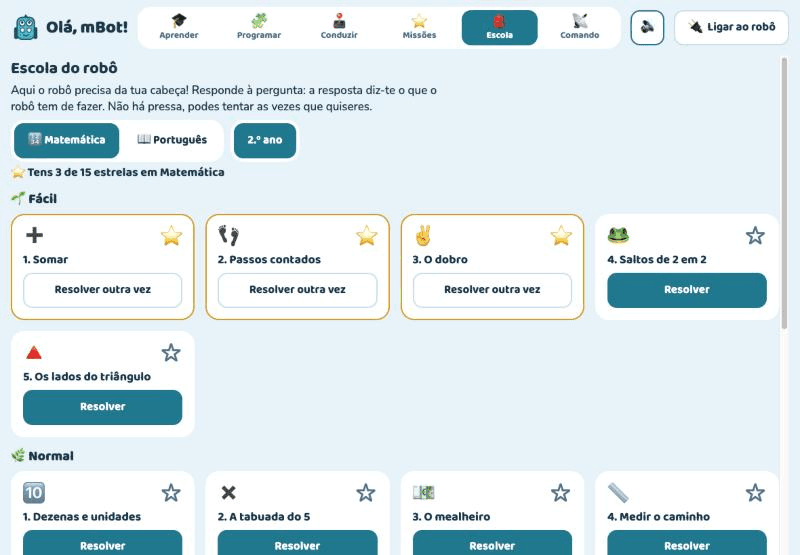 Olá, mBot!
Aprender
Programar
Conduzir
Missões
Escola
Comando
Ligar ao robô
Escola do robô
Aqui o robô precisa da tua cabeça! Responde à pergunta: a resposta diz-te o que o
robô tem de fazer. Não há pressa, podes tentar as vezes que quiseres.
Matemática
Português
2.º ano
Tens 3 de 15 estrelas em Matemática
Fácil
1. Somar
Resolver outra vez
2. Passos contados
Resolver outra vez
3. O dobro
Resolver outra vez
4. Saltos de 2 em 2
Resolver
5. Os lados do triângulo
Resolver
Normal
10
1. Dezenas e unidades
Resolver
2. A tabuada do 5
Resolver
3. O mealheiro
Resolver
4. Medir o caminho
Resolver